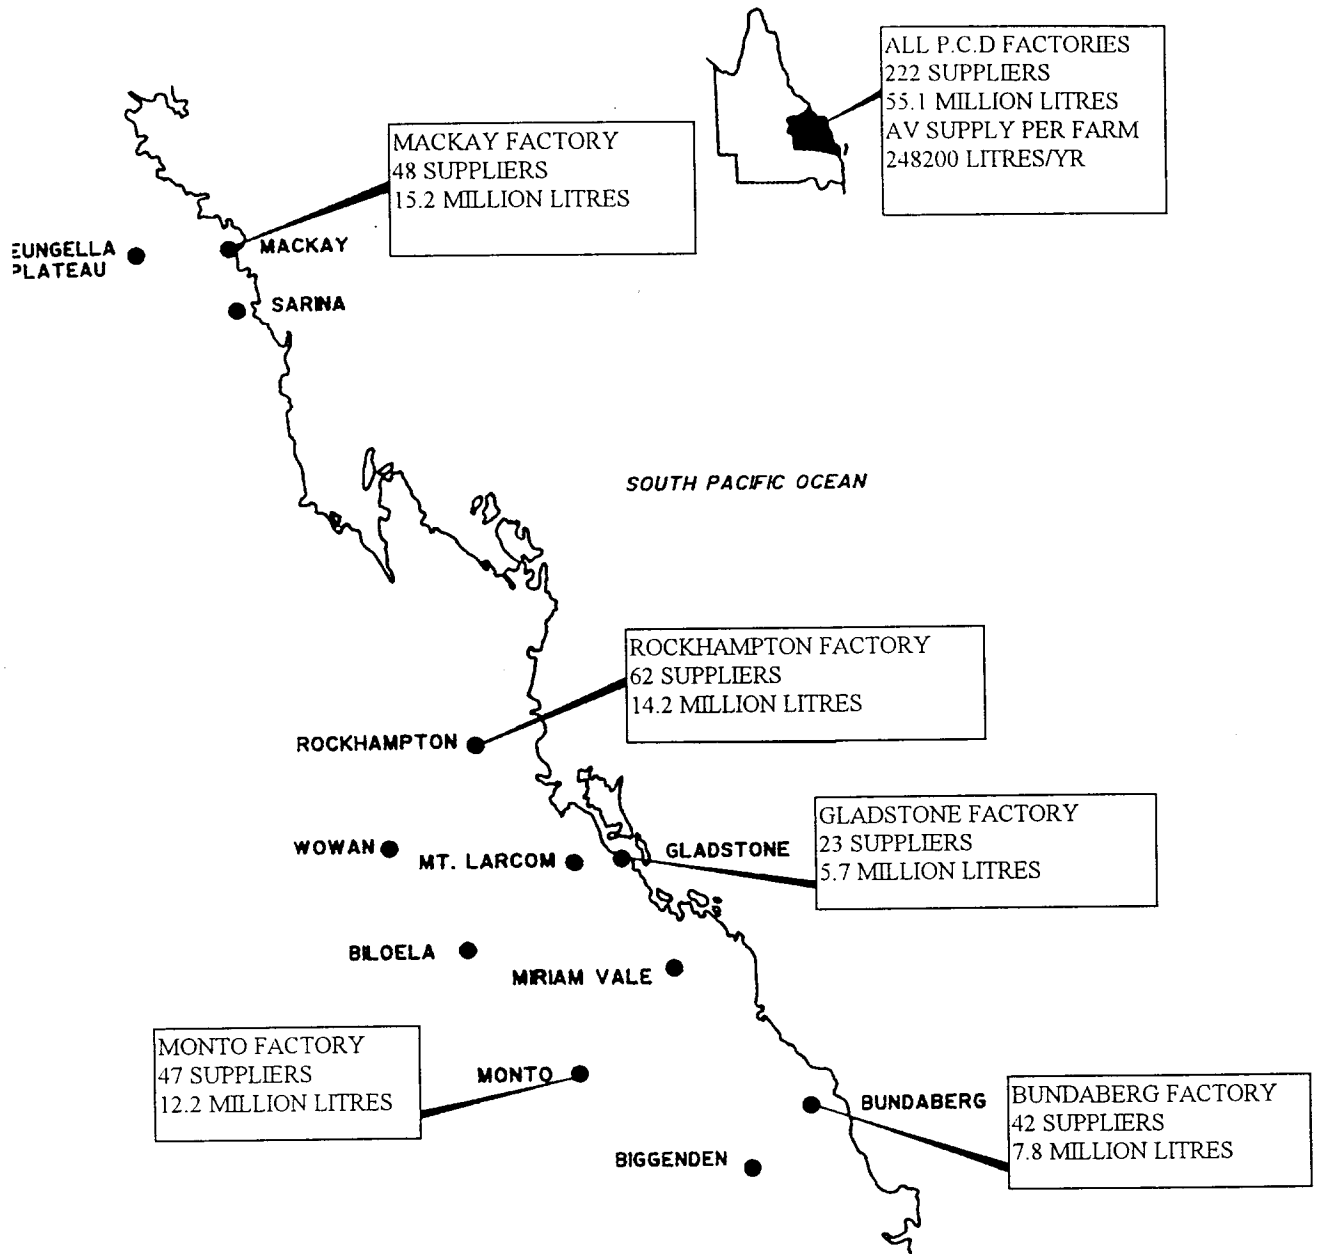 ALL P.C.D FACTORIES
222 SUPPLIERS
55.1 MILLION LITRES
AV SUPPLY PER FARM
248200 LITRES/YR
MACKAY FACTORY
48 SUPPLIERS
15.2 MILLION LITRES
EUNGELLA
PLATEAU
MACKAY
SARINA
SOUTH PACIFIC OCEAN
ROCKHAMPTON FACTORY
62 SUPPLIERS
14.2 MILLION LITRES
ROCKHAMPTON
GLADSTONE FACTORY
23 SUPPLIERS
5.7 MILLION LITRES
WOWAN
MT. LARCOM
GLADSTONE
BILOELA
MIRIAM VALE
MONTO FACTORY
47 SUPPLIERS
12.2 MILLION LITRES
MONTO
BUNDABERG
BUNDABERG FACTORY
42 SUPPLIERS
7.8 MILLION LITRES
BIGGENDEN